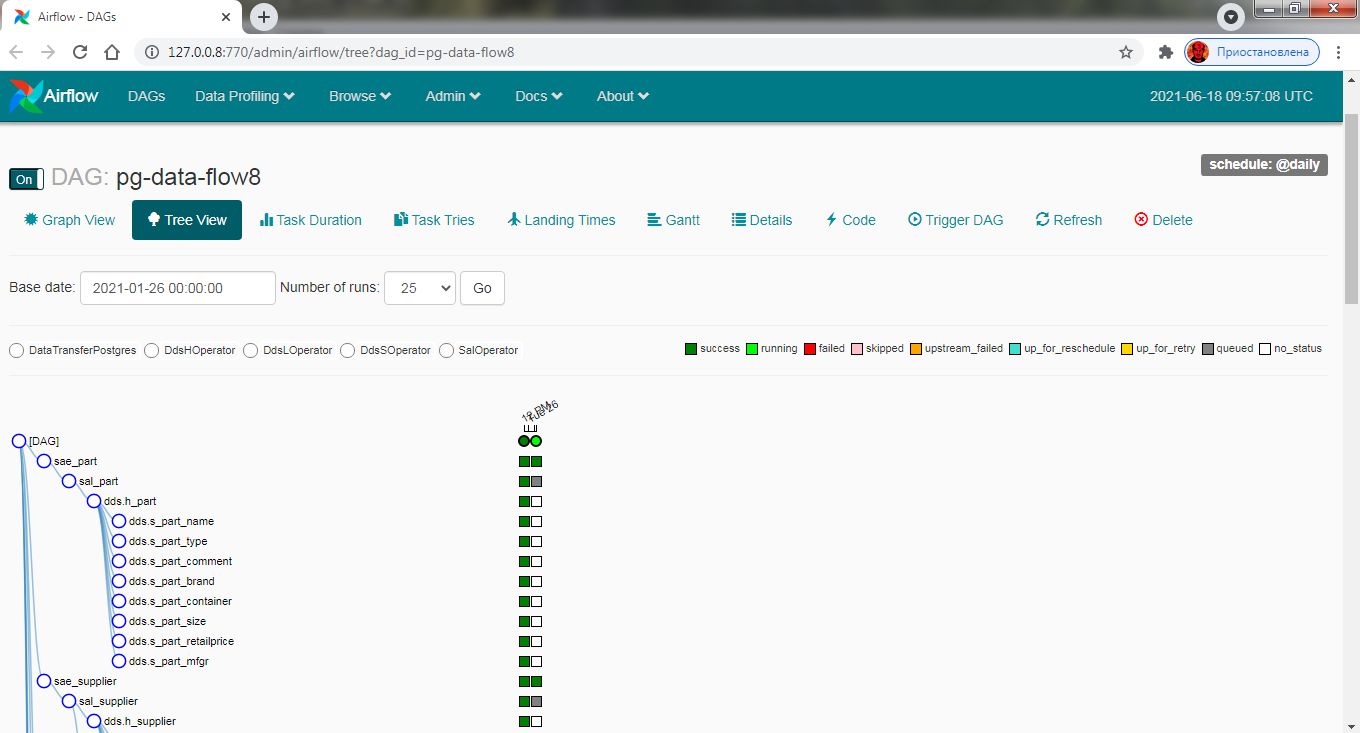 Airflow - DAGs
127.0.0.8:770/admin/airflow/tree?dag_id=pg-data-flow8
Приостановлена
Airflow DAGs Data Profiling Browse Admin Docs About 2021-06-18 09:57:08 UTC
schedule: @daily
On DAG: pg-data-flow8
Graph View Tree View Task Duration Task Tries Landing Times Gantt Details Code Trigger DAG Refresh Delete
Base date: 2021-01-26 00:00:00 Number of runs: 25 Go
DataTransferPostgres DdsHOperator DdsLOperator DdsSOperator SalOperator success running failed skipped upstream_failed up_for_reschedule up_for_retry queued no_status
[DAG]
sae_part
sal_part
dds.h_part
dds.s_part_name
dds.s_part_type
dds.s_part_comment
dds.s_part_brand
dds.s_part_container
dds.s_part_size
dds.s_part_retailprice
dds.s_part_mfgr
sae_supplier
sal_supplier
dds.h_supplier